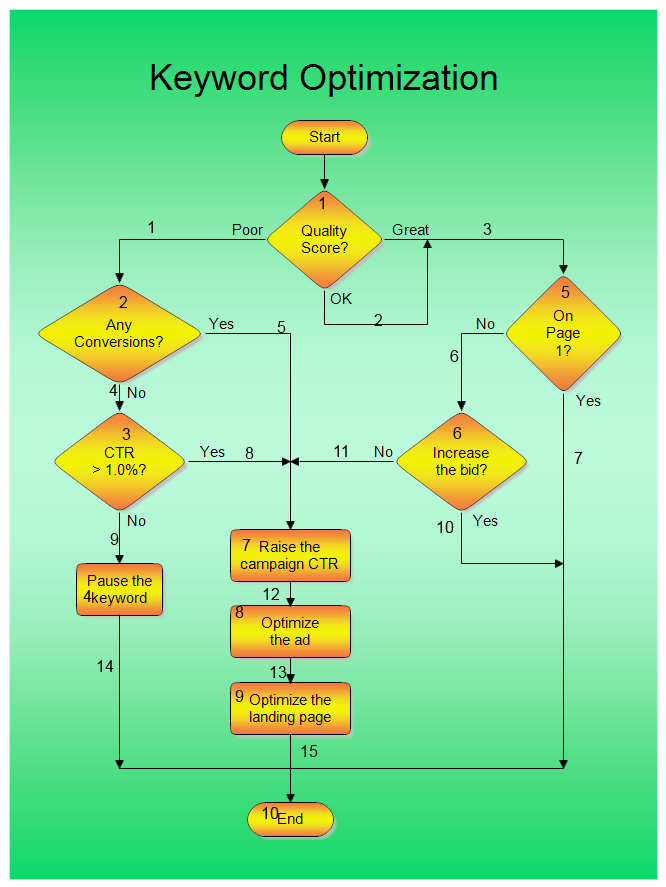 Keyword Optimization
Start
1
Quality
Score?
Poor
Great
OK
1
2
3
2
Any
Conversions?
Yes
5
4
No
5
On
Page
1?
No
6
Yes
7
3
CTR
> 1.0%?
Yes
8
No
9
6
Increase
the bid?
No
11
10
Yes
4
Pause the
keyword
14
7
Raise the
campaign CTR
12
8
Optimize
the ad
13
9
Optimize the
landing page
15
10
End